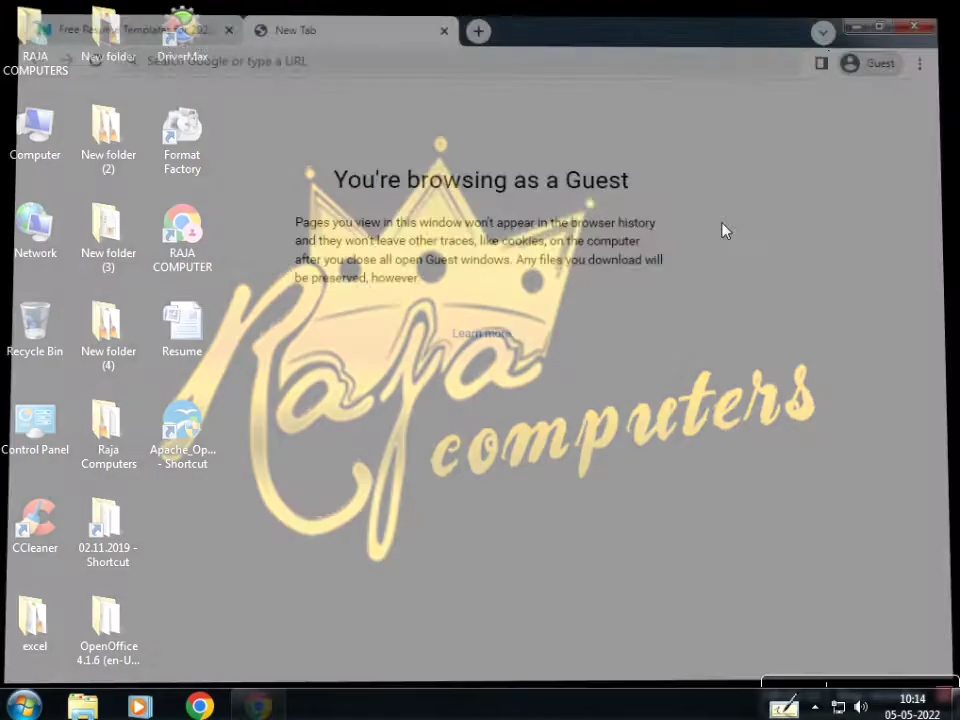 Free Resume Templates for 202
New Tab
Search Google or type a URL
Guest
You're browsing as a Guest
Pages you view in this window won't appear in the browser history
and they won't leave other traces, like cookies, on the computer
after you close all open Guest windows. Any files you download will
be preserved, however.
Learn more
Raja
computers
RAJA
COMPUTERS
New folder
DriverMax
Computer
New folder
(2)
Format
Factory
Network
New folder
(3)
RAJA
COMPUTER
Recycle Bin
New folder
(4)
Resume
Control Panel
Raja
Computers
Apache_Op...
- Shortcut
CCleaner
02.11.2019 -
Shortcut
excel
OpenOffice
4.1.6 (en-U...
10:14
05-05-2022